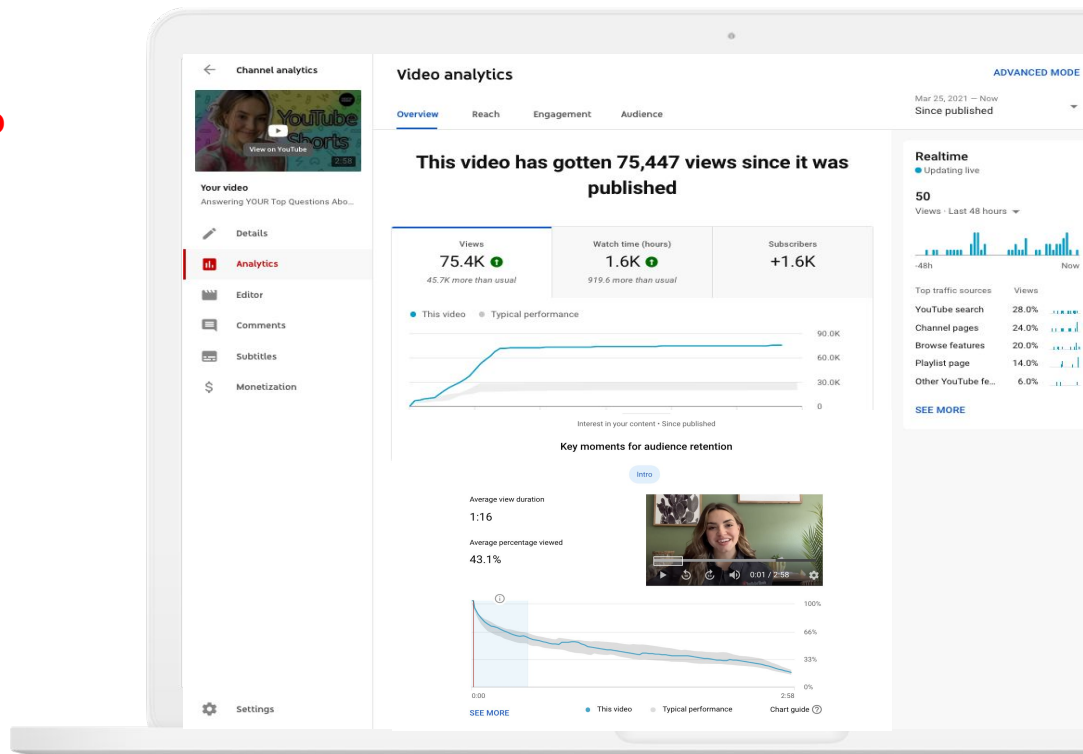 Channel analytics
YouTube
Shorts
View on YouTube
2:58
Your video
Answering YOUR Top Questions Abo...
Details
Analytics
Editor
Comments
Subtitles
Monetization
Settings
Video analytics
ADVANCED MODE
Overview
Reach
Engagement
Audience
Mar 25, 2021 – Now
Since published
This video has gotten 75,447 views since it was
published
Views
75.4K
45.7K more than usual
Watch time (hours)
1.6K
919.6 more than usual
Subscribers
+1.6K
This video
Typical performance
90.0K
60.0K
30.0K
0
Interest in your content • Since published
Key moments for audience retention
Intro
Average view duration
1:16
Average percentage viewed
43.1%
0:01 / 2:58
100%
66%
33%
0%
0:00
2:58
SEE MORE
This video
Typical performance
Chart guide
Realtime
Updating live
50
Views · Last 48 hours
-48h
Now
Top traffic sources
Views
YouTube search
28.0%
Channel pages
24.0%
Browse features
20.0%
Playlist page
14.0%
Other YouTube fe...
6.0%
SEE MORE